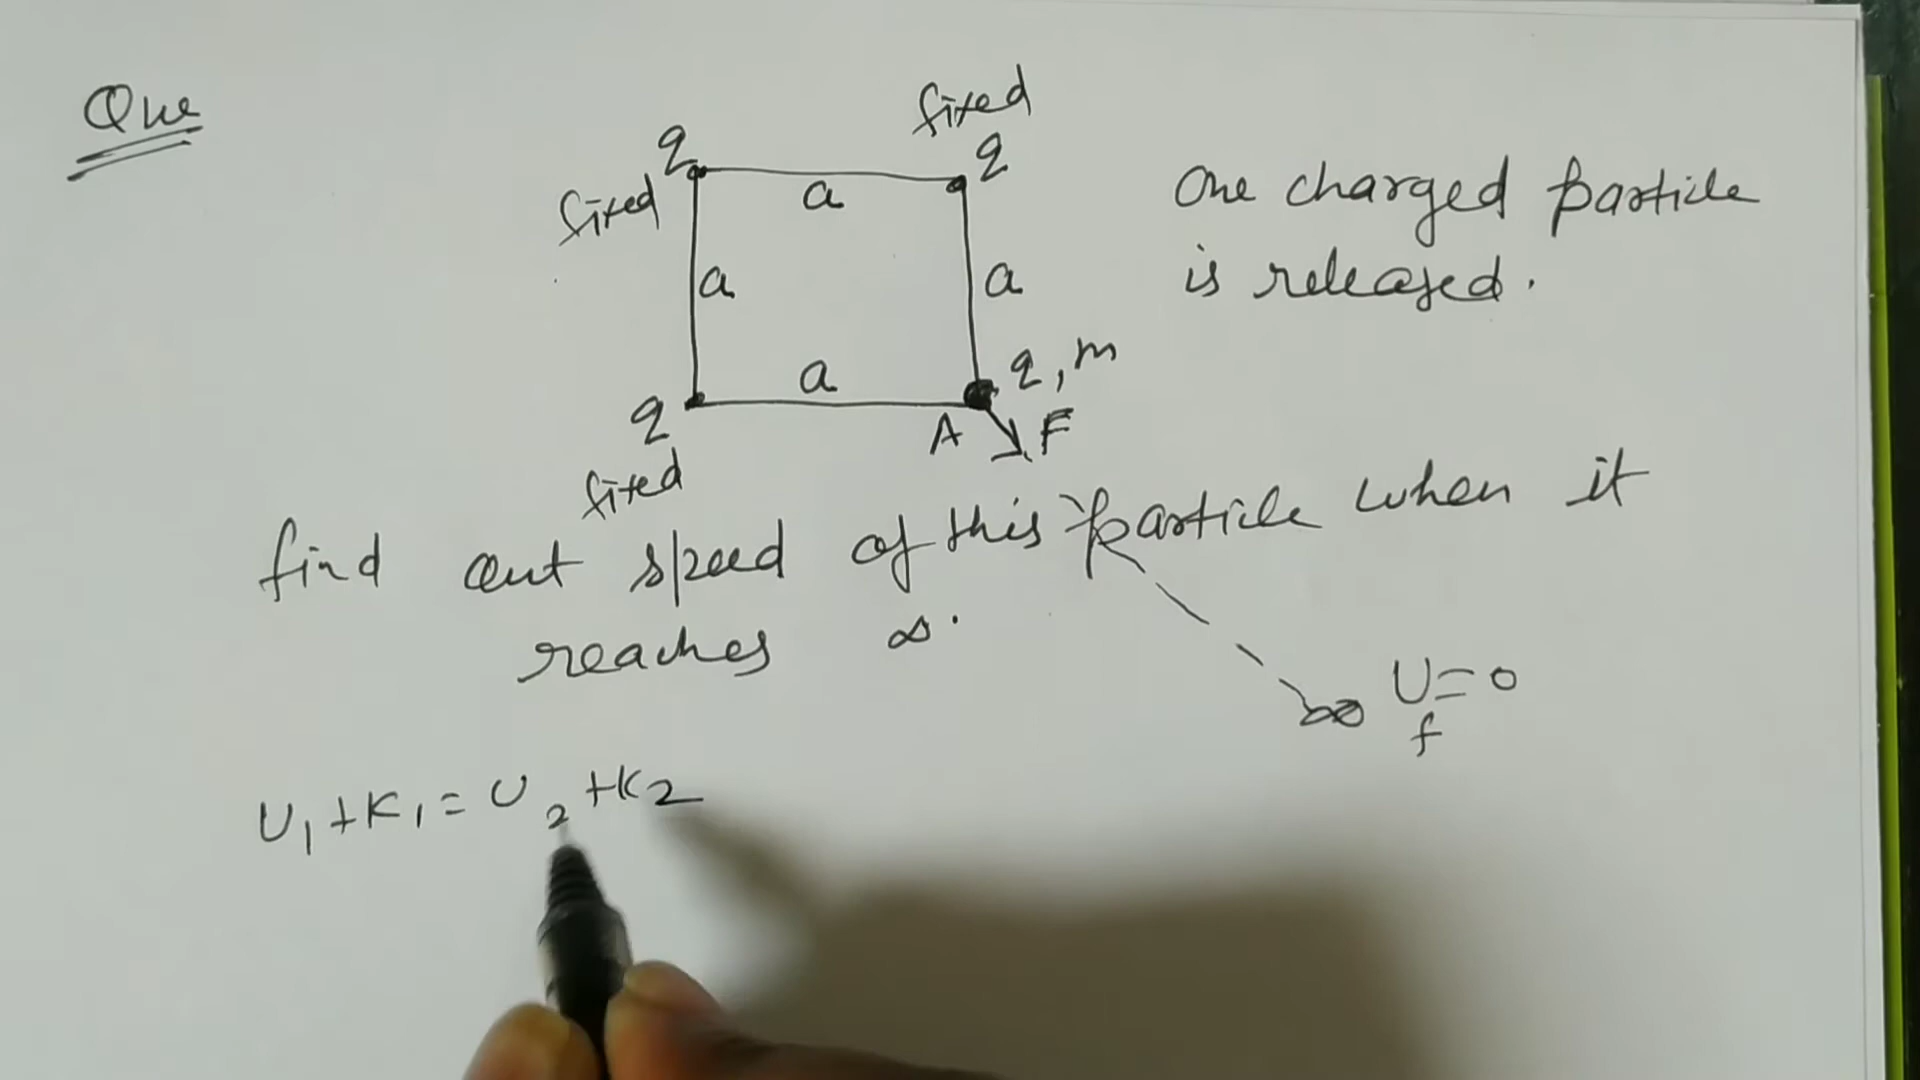 Que
fixed
q
q
fixed
a
One charged particle
is released.
a
a
a
q, m
q
A
F
fixed
find out speed of this particle when it
reaches ∞.
∞ U_f = 0
U₁ + K₁ = U₂ + K₂